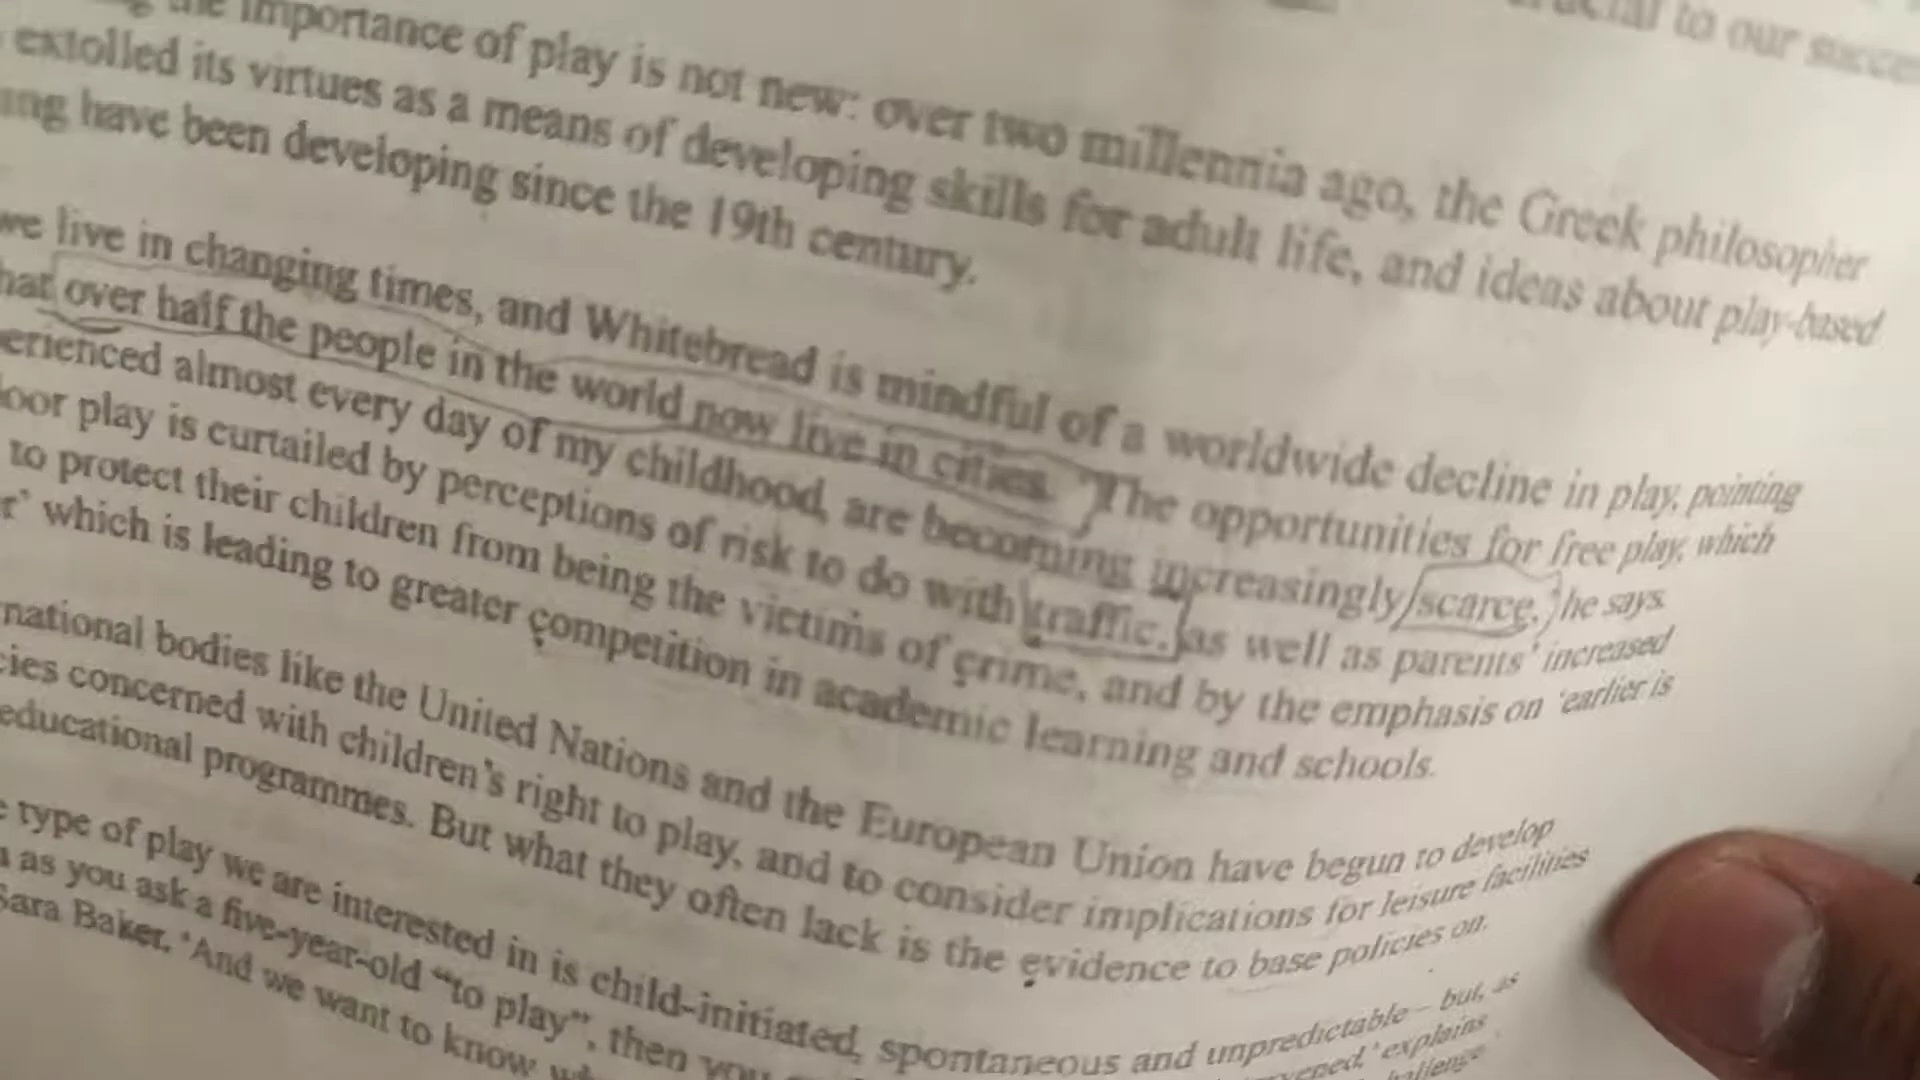 crucial to our success
the importance of play is not new: over two millennia ago, the Greek philosopher
extolled its virtues as a means of developing skills for adult life, and ideas about play-based
have been developing since the 19th century.
we live in changing times, and Whitebread is mindful of a worldwide decline in play, pointing
over half the people in the world now live in cities. 'The opportunities for free play, which
almost every day of my childhood, are becoming increasingly scarce,' he says.
play is curtailed by perceptions of risk to do with traffic, as well as parents' increased
to protect their children from being the victims of crime, and by the emphasis on 'earlier is
which is leading to greater competition in academic learning and schools.
national bodies like the United Nations and the European Union have begun to develop
concerned with children's right to play, and to consider implications for leisure facilities
educational programmes. But what they often lack is the evidence to base policies on.
type of play we are interested in is child-initiated, spontaneous and unpredictable – but, as
as you ask a five-year-old "to play", then you explains
Sara Baker. 'And we want to know